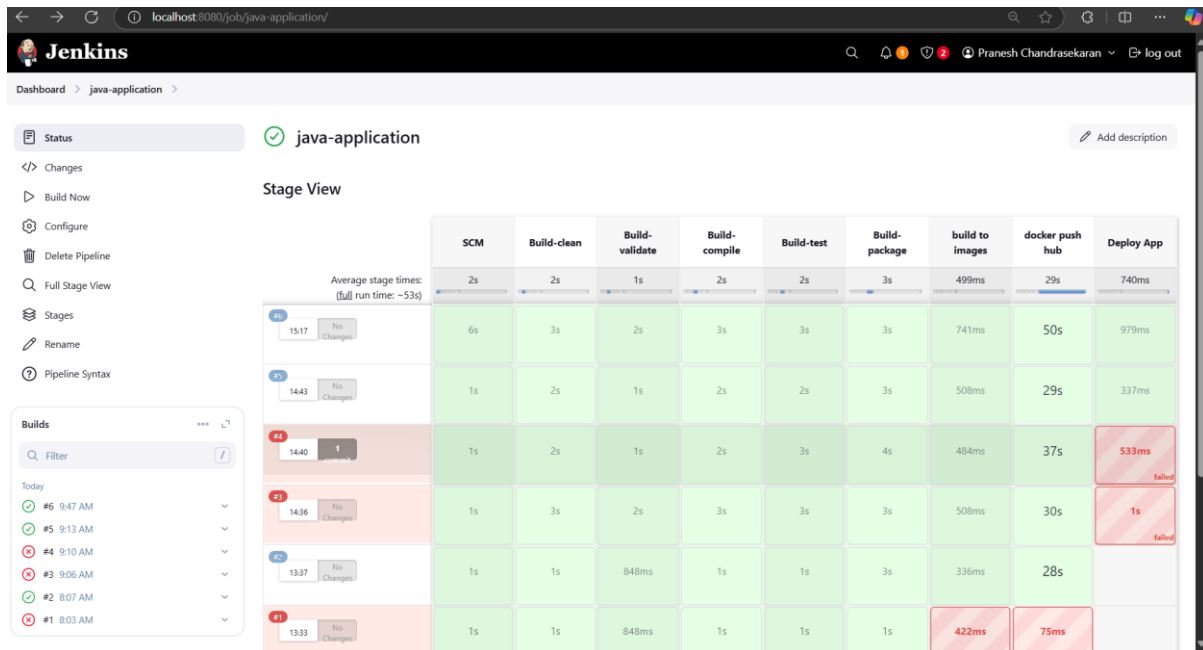 localhost:8080/job/java-application/
Jenkins
1
2
Pranesh Chandrasekaran
log out
Dashboard > java-application >
Status
Changes
Build Now
Configure
Delete Pipeline
Full Stage View
Stages
Rename
Pipeline Syntax
Builds
Filter
/
Today
#6 9:47 AM
#5 9:13 AM
#4 9:10 AM
#3 9:06 AM
#2 8:07 AM
#1 8:03 AM
java-application
Add description
Stage View
SCM
Build-clean
Build-
validate
Build-
compile
Build-test
Build-
package
build to
images
docker push
hub
Deploy App
Average stage times:
(full run time: ~53s)
2s 2s 1s 2s 2s 3s 499ms 29s 740ms
#6
15:17
No
Changes
6s 3s 2s 3s 3s 3s 741ms 50s 979ms
#5
14:43
No
Changes
1s 2s 1s 2s 2s 3s 508ms 29s 337ms
#4
14:40
1
commit
1s 2s 1s 2s 3s 4s 484ms 37s 533ms
failed
#3
14:36
No
Changes
1s 3s 2s 3s 3s 3s 508ms 30s 1s
failed
#2
13:37
No
Changes
1s 1s 848ms 1s 1s 3s 336ms 28s
#1
13:33
No
Changes
1s 1s 848ms 1s 1s 1s 422ms 75ms